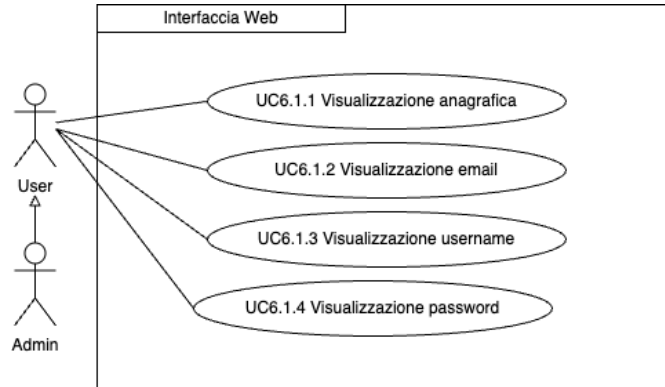 Interfaccia Web
UC6.1.1 Visualizzazione anagrafica
UC6.1.2 Visualizzazione email
User
UC6.1.3 Visualizzazione username
UC6.1.4 Visualizzazione password
Admin